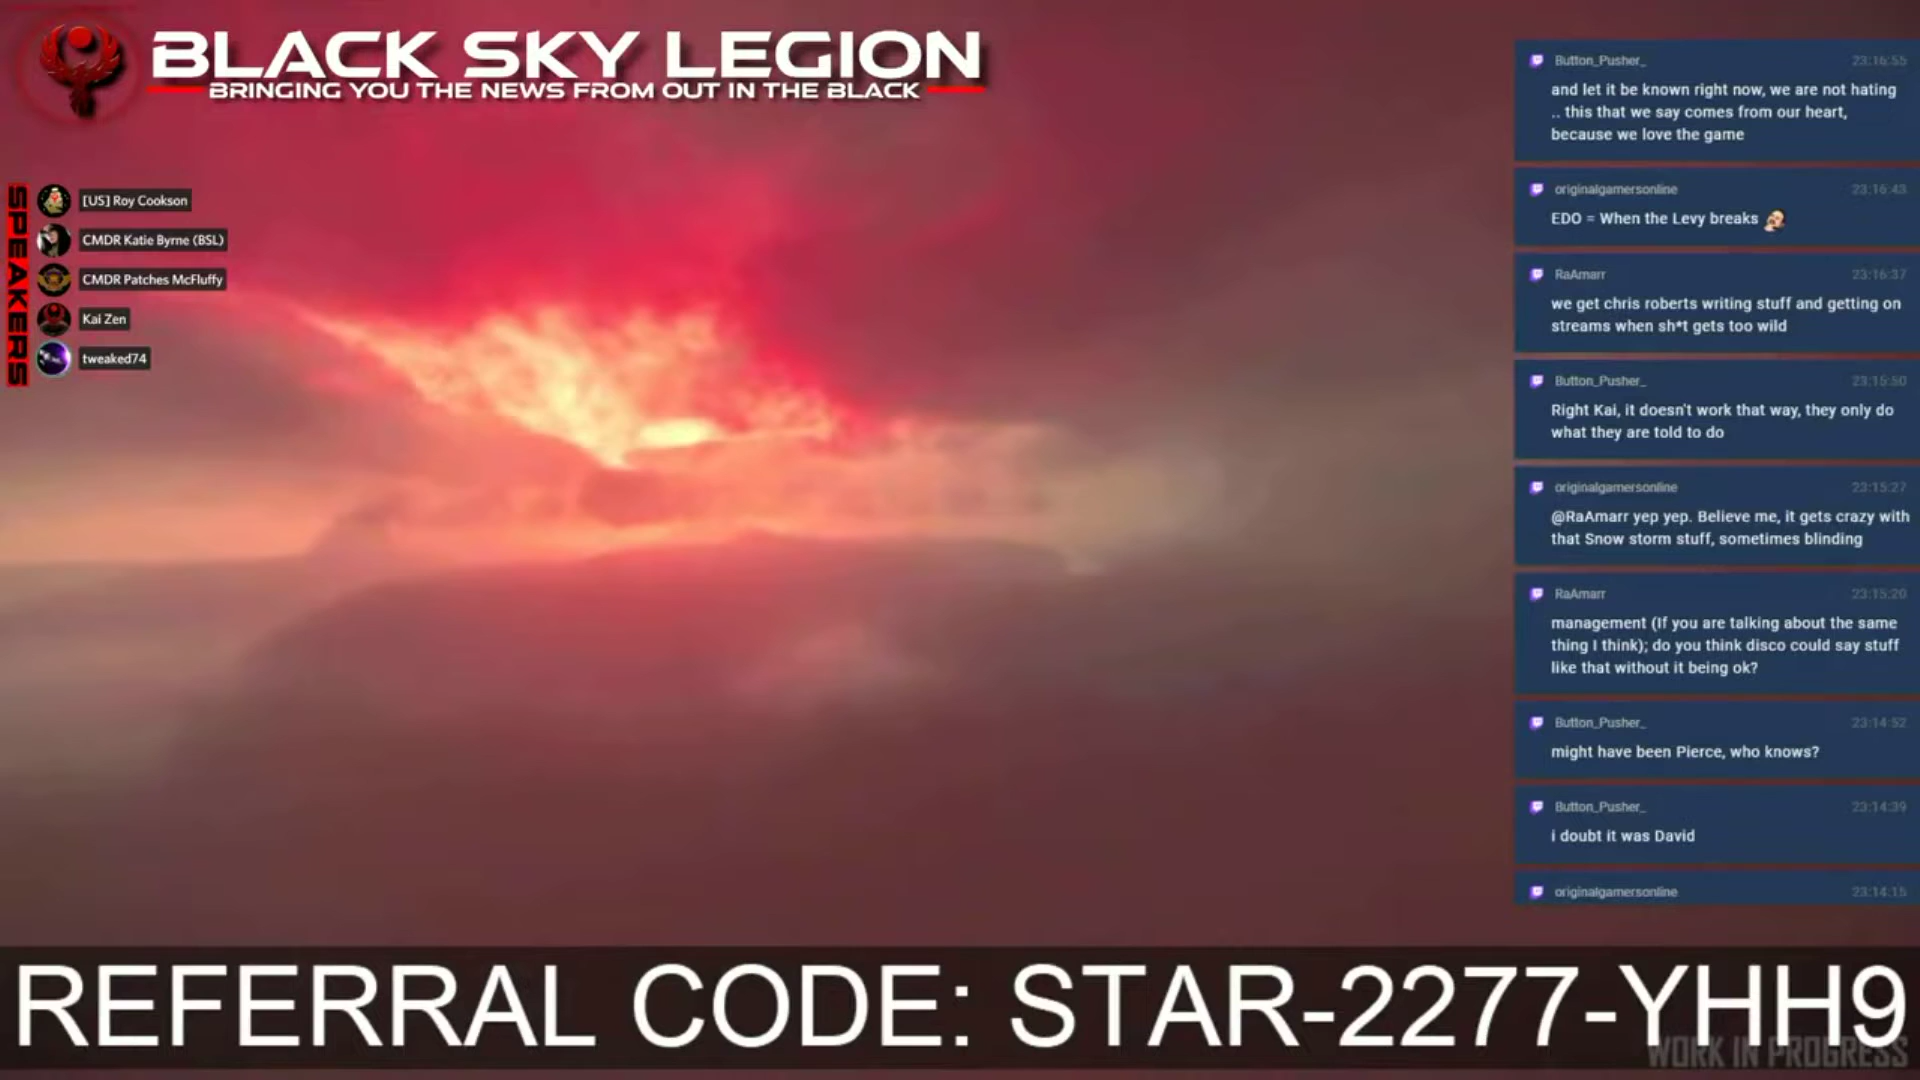 BLACK SKY LEGION
BRINGING YOU THE NEWS FROM OUT IN THE BLACK
SPEAKERS
[US] Roy Cookson
CMDR Katie Byrne (BSL)
CMDR Patches McFluffy
Kai Zen
tweaked74
Button_Pusher_ 23:16:55
and let it be known right now, we are not hating
.. this that we say comes from our heart,
because we love the game
originalgamersonline 23:16:43
EDO = When the Levy breaks
RaAmarr 23:16:37
we get chris roberts writing stuff and getting on
streams when sh*t gets too wild
Button_Pusher_ 23:15:50
Right Kai, it doesn't work that way, they only do
what they are told to do
originalgamersonline 23:15:27
@RaAmarr yep yep. Believe me, it gets crazy with
that Snow storm stuff, sometimes blinding
RaAmarr 23:15:20
management (If you are talking about the same
thing I think); do you think disco could say stuff
like that without it being ok?
Button_Pusher_ 23:14:52
might have been Pierce, who knows?
Button_Pusher_ 23:14:39
i doubt it was David
originalgamersonline 23:14:15
REFERRAL CODE: STAR-2277-YHH9
WORK IN PROGRESS